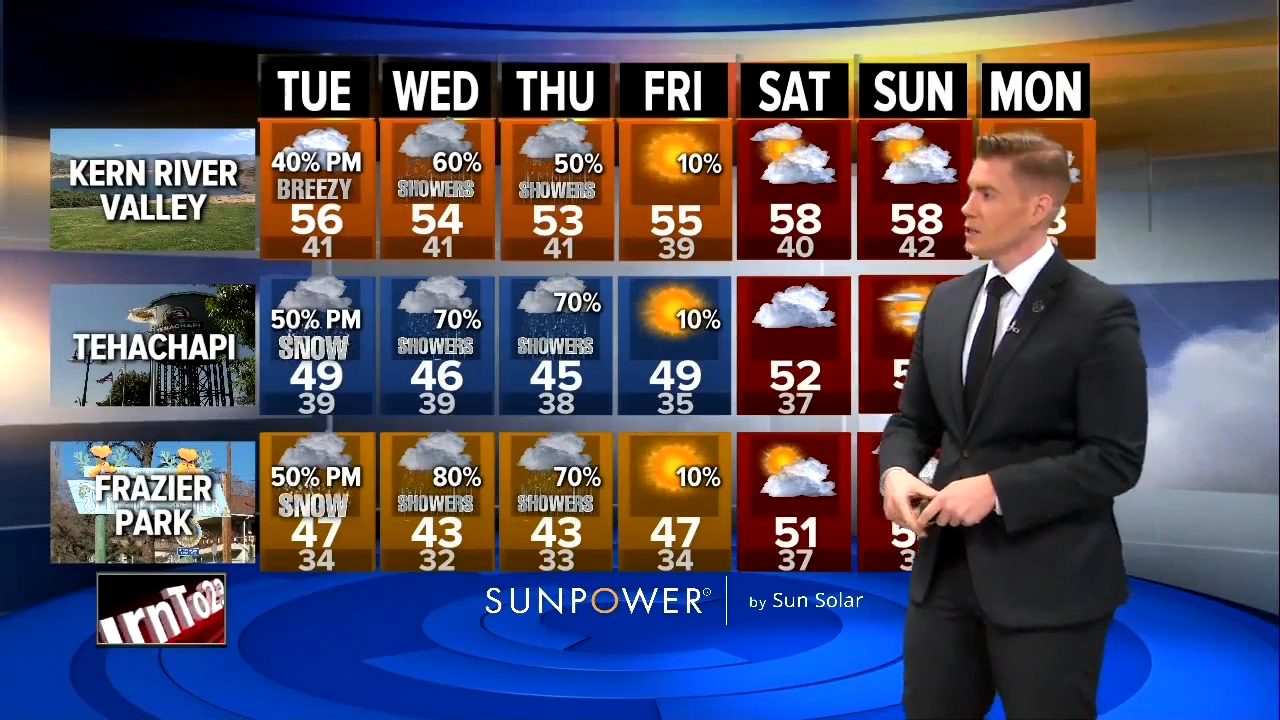 TUE WED THU FRI SAT SUN MON
KERN RIVER
VALLEY
40% PM 60% 50% 10%
BREEZY SHOWERS SHOWERS
56 54 53 55 58 58
41 41 41 39 40 42
TEHACHAPI
TEHACHAPI
50% PM 70% 70% 10%
SNOW SHOWERS SHOWERS
49 46 45 49 52
39 39 38 35 37
FRAZIER
PARK
50% PM 80% 70% 10%
SNOW SHOWERS SHOWERS
47 43 43 47 51
34 32 33 34 37
SUNPOWER® by Sun Solar